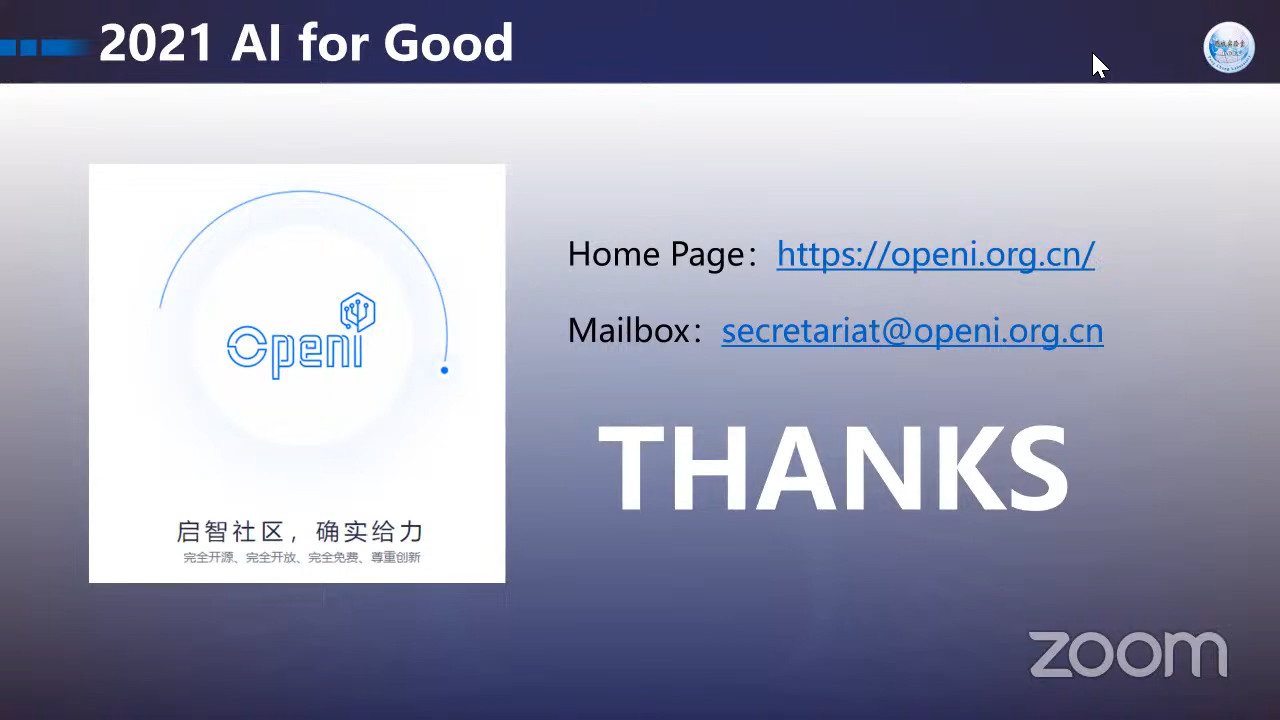 2021 AI for Good
Openi
启智社区，确实给力
完全开源、完全开放、完全免费、尊重创新
Home Page：https://openi.org.cn/
Mailbox：secretariat@openi.org.cn
THANKS
zoom